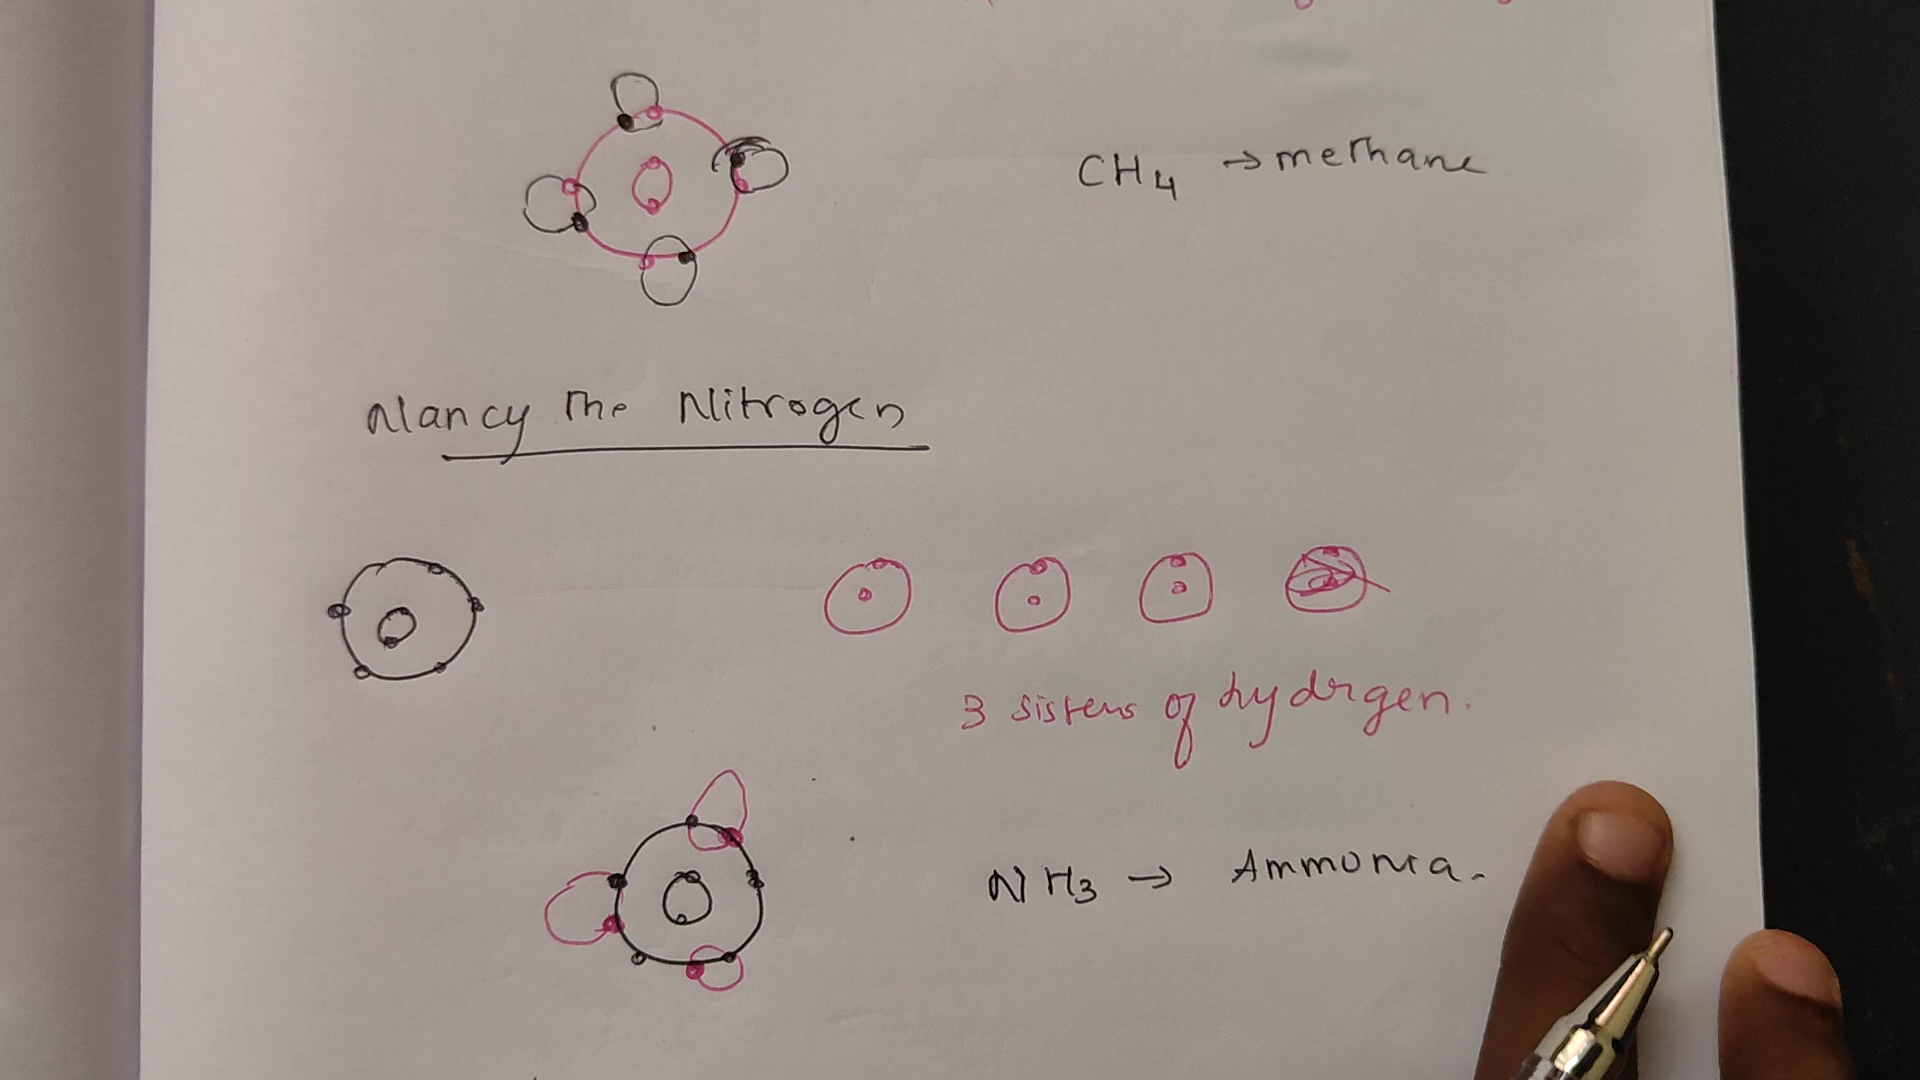 CH4 → methane
Nancy The Nitrogen
3 sisters of hydrgen.
NH3 → Ammonia.